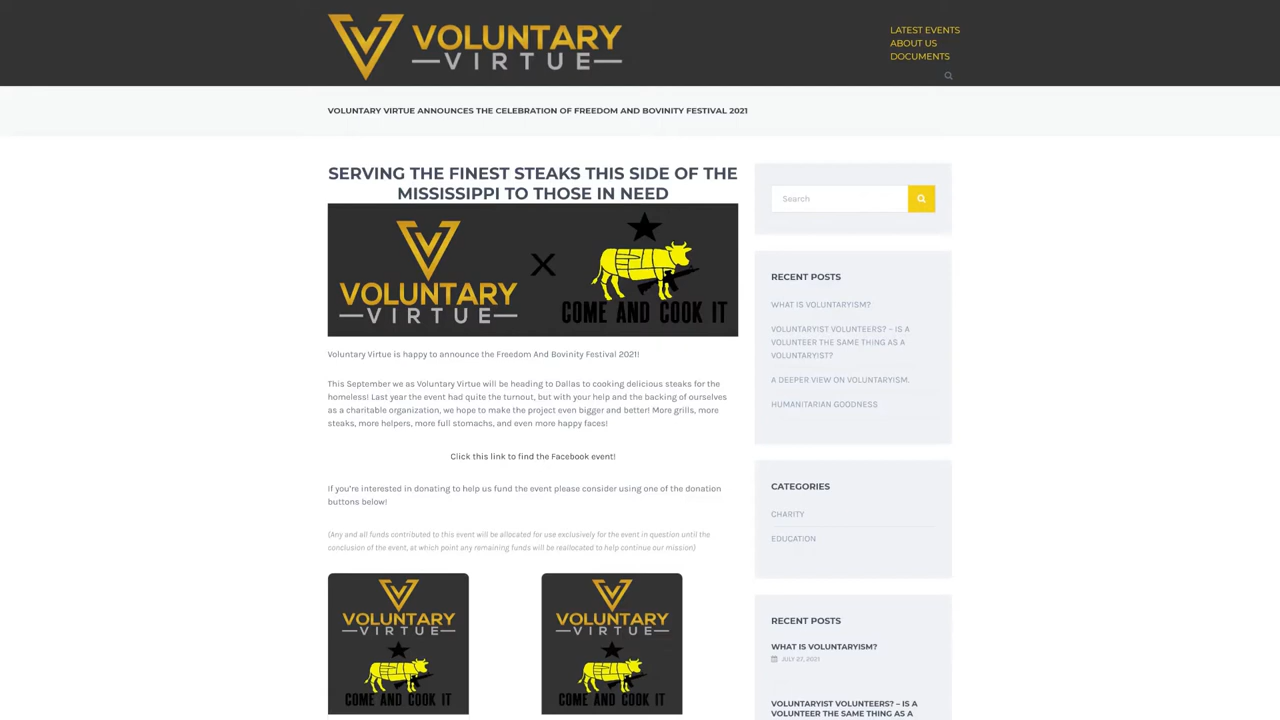 VOLUNTARY
VIRTUE
LATEST EVENTS
ABOUT US
DOCUMENTS
VOLUNTARY VIRTUE ANNOUNCES THE CELEBRATION OF FREEDOM AND BOVINITY FESTIVAL 2021
SERVING THE FINEST STEAKS THIS SIDE OF THE
MISSISSIPPI TO THOSE IN NEED
VOLUNTARY
VIRTUE
X
COME AND COOK IT
Voluntary Virtue is happy to announce the Freedom And Bovinity Festival 2021!
This September we as Voluntary Virtue will be heading to Dallas to cooking delicious steaks for the
homeless! Last year the event had quite the turnout, but with your help and the backing of ourselves
as a charitable organization, we hope to make the project even bigger and better! More grills, more
steaks, more helpers, more full stomachs, and even more happy faces!
Click this link to find the Facebook event!
If you're interested in donating to help us fund the event please consider using one of the donation
buttons below!
(Any and all funds contributed to this event will be allocated for use exclusively for the event in question until the
conclusion of the event, at which point any remaining funds will be reallocated to help continue our mission)
VOLUNTARY
VIRTUE
COME AND COOK IT
VOLUNTARY
VIRTUE
COME AND COOK IT
Search
RECENT POSTS
WHAT IS VOLUNTARYISM?
VOLUNTARYIST VOLUNTEERS? – IS A
VOLUNTEER THE SAME THING AS A
VOLUNTARYIST?
A DEEPER VIEW ON VOLUNTARYISM.
HUMANITARIAN GOODNESS
CATEGORIES
CHARITY
EDUCATION
RECENT POSTS
WHAT IS VOLUNTARYISM?
JULY 27, 2021
VOLUNTARYIST VOLUNTEERS? – IS A
VOLUNTEER THE SAME THING AS A